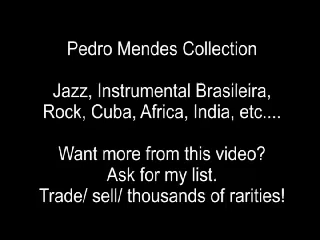 Pedro Mendes Collection
Jazz, Instrumental Brasileira,
Rock, Cuba, Africa, India, etc....
Want more from this video?
Ask for my list.
Trade/ sell/ thousands of rarities!